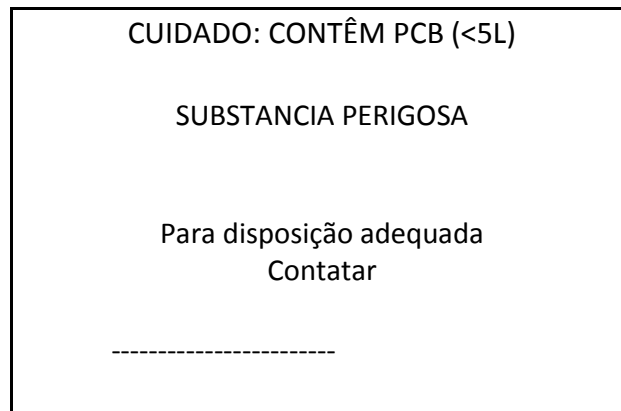 CUIDADO: CONTÊM PCB (<5L)
SUBSTANCIA PERIGOSA
Para disposição adequada
Contatar
------------------------